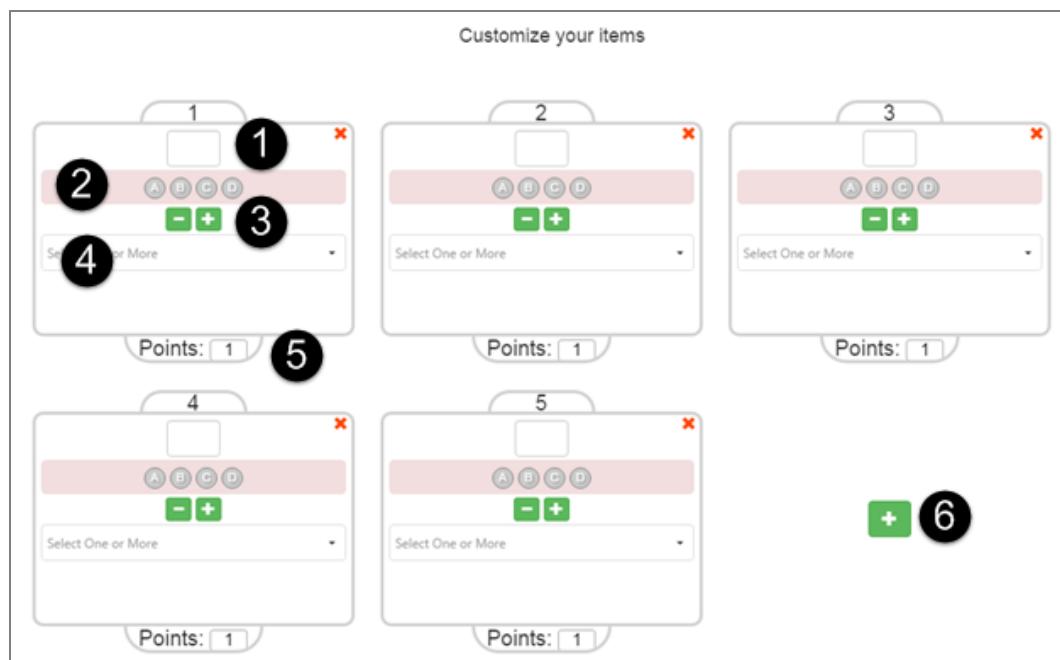 Customize your items
1 2 3
1
2 A B C D A B C D A B C D
3
4 Select One or More Select One or More Select One or More
Points: 1 Points: 1 Points: 1
5
4 5
A B C D A B C D
6
Select One or More Select One or More
Points: 1 Points: 1